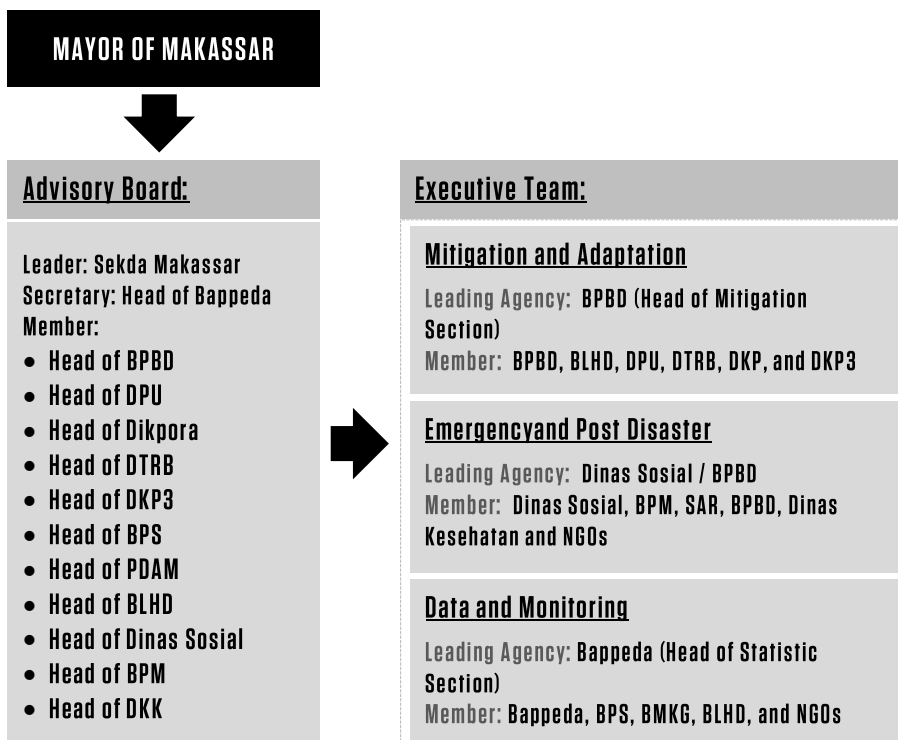 MAYOR OF MAKASSAR
Advisory Board:
Leader: Sekda Makassar
Secretary: Head of Bappeda
Member:
• Head of BPBD
• Head of DPU
• Head of Dikpora
• Head of DTRB
• Head of DKP3
• Head of BPS
• Head of PDAM
• Head of BLHD
• Head of Dinas Sosial
• Head of BPM
• Head of DKK
Executive Team:
Mitigation and Adaptation
Leading Agency: BPBD (Head of Mitigation
Section)
Member: BPBD, BLHD, DPU, DTRB, DKP, and DKP3
Emergencyand Post Disaster
Leading Agency: Dinas Sosial / BPBD
Member: Dinas Sosial, BPM, SAR, BPBD, Dinas
Kesehatan and NGOs
Data and Monitoring
Leading Agency: Bappeda (Head of Statistic
Section)
Member: Bappeda, BPS, BMKG, BLHD, and NGOs